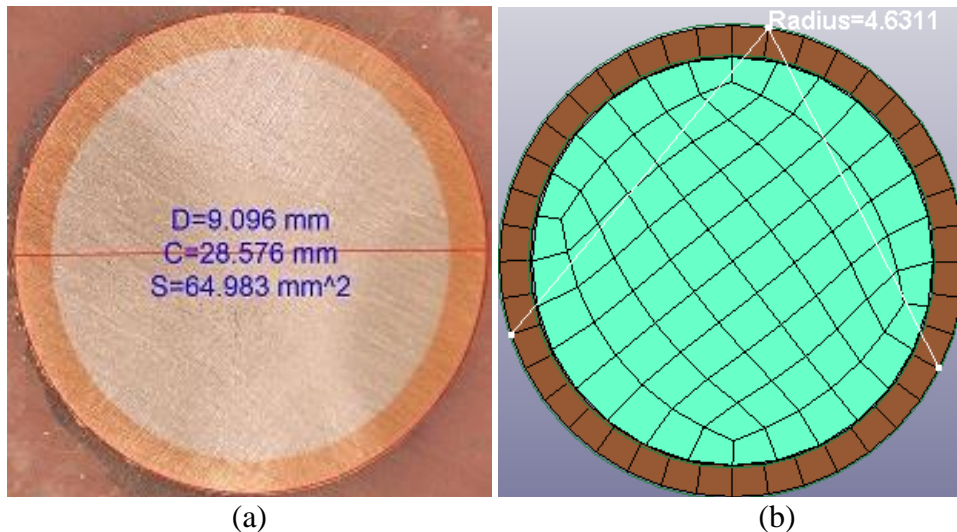 Radius=4.6311
D=9.096 mm
C=28.576 mm
S=64.983 mm^2
(a)
(b)